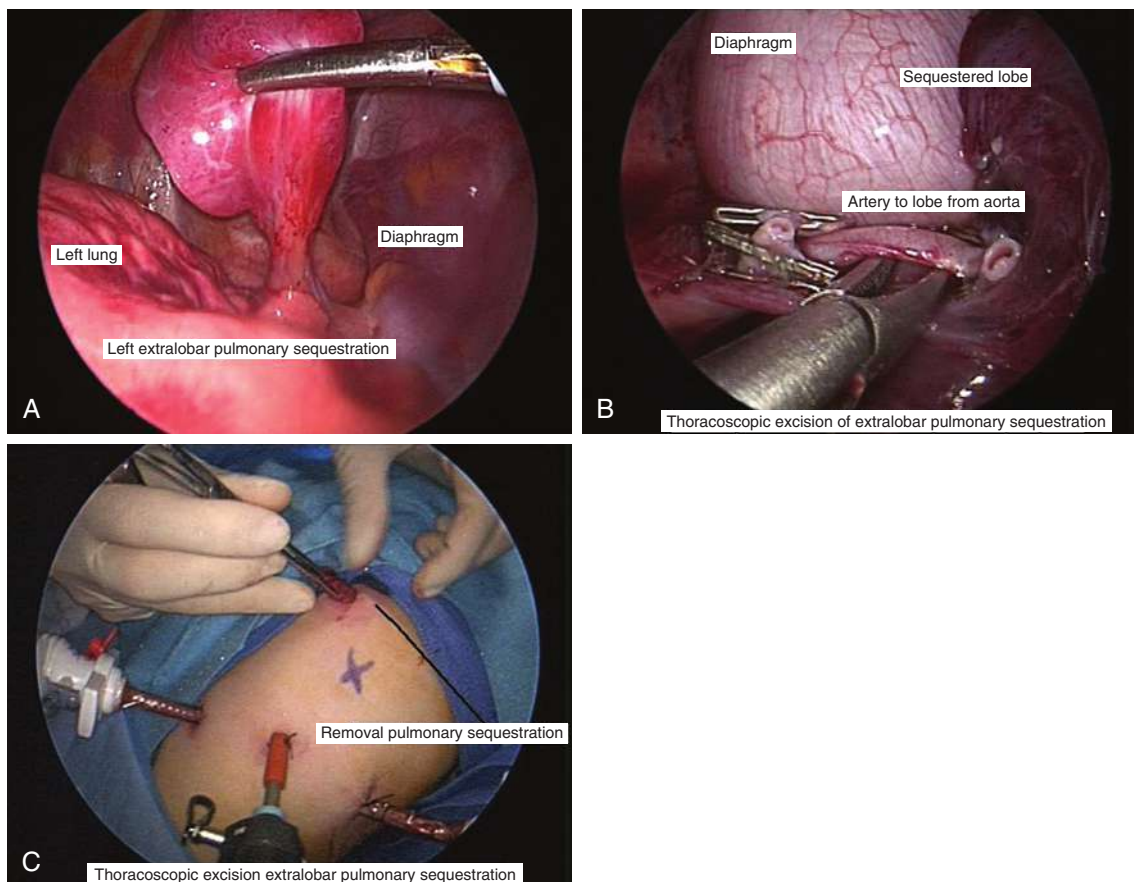 Left lung
Diaphragm
Left extralobar pulmonary sequestration
A
Diaphragm
Sequestered lobe
Artery to lobe from aorta
B
Thoracoscopic excision of extralobar pulmonary sequestration
Removal pulmonary sequestration
C
Thoracoscopic excision extralobar pulmonary sequestration